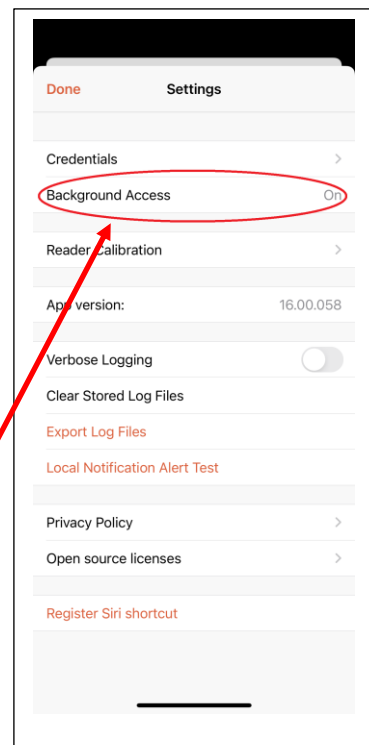 Done Settings
Credentials
Background Access On
Reader Calibration
App version: 16.00.058
Verbose Logging
Clear Stored Log Files
Export Log Files
Local Notification Alert Test
Privacy Policy
Open source licenses
Register Siri shortcut